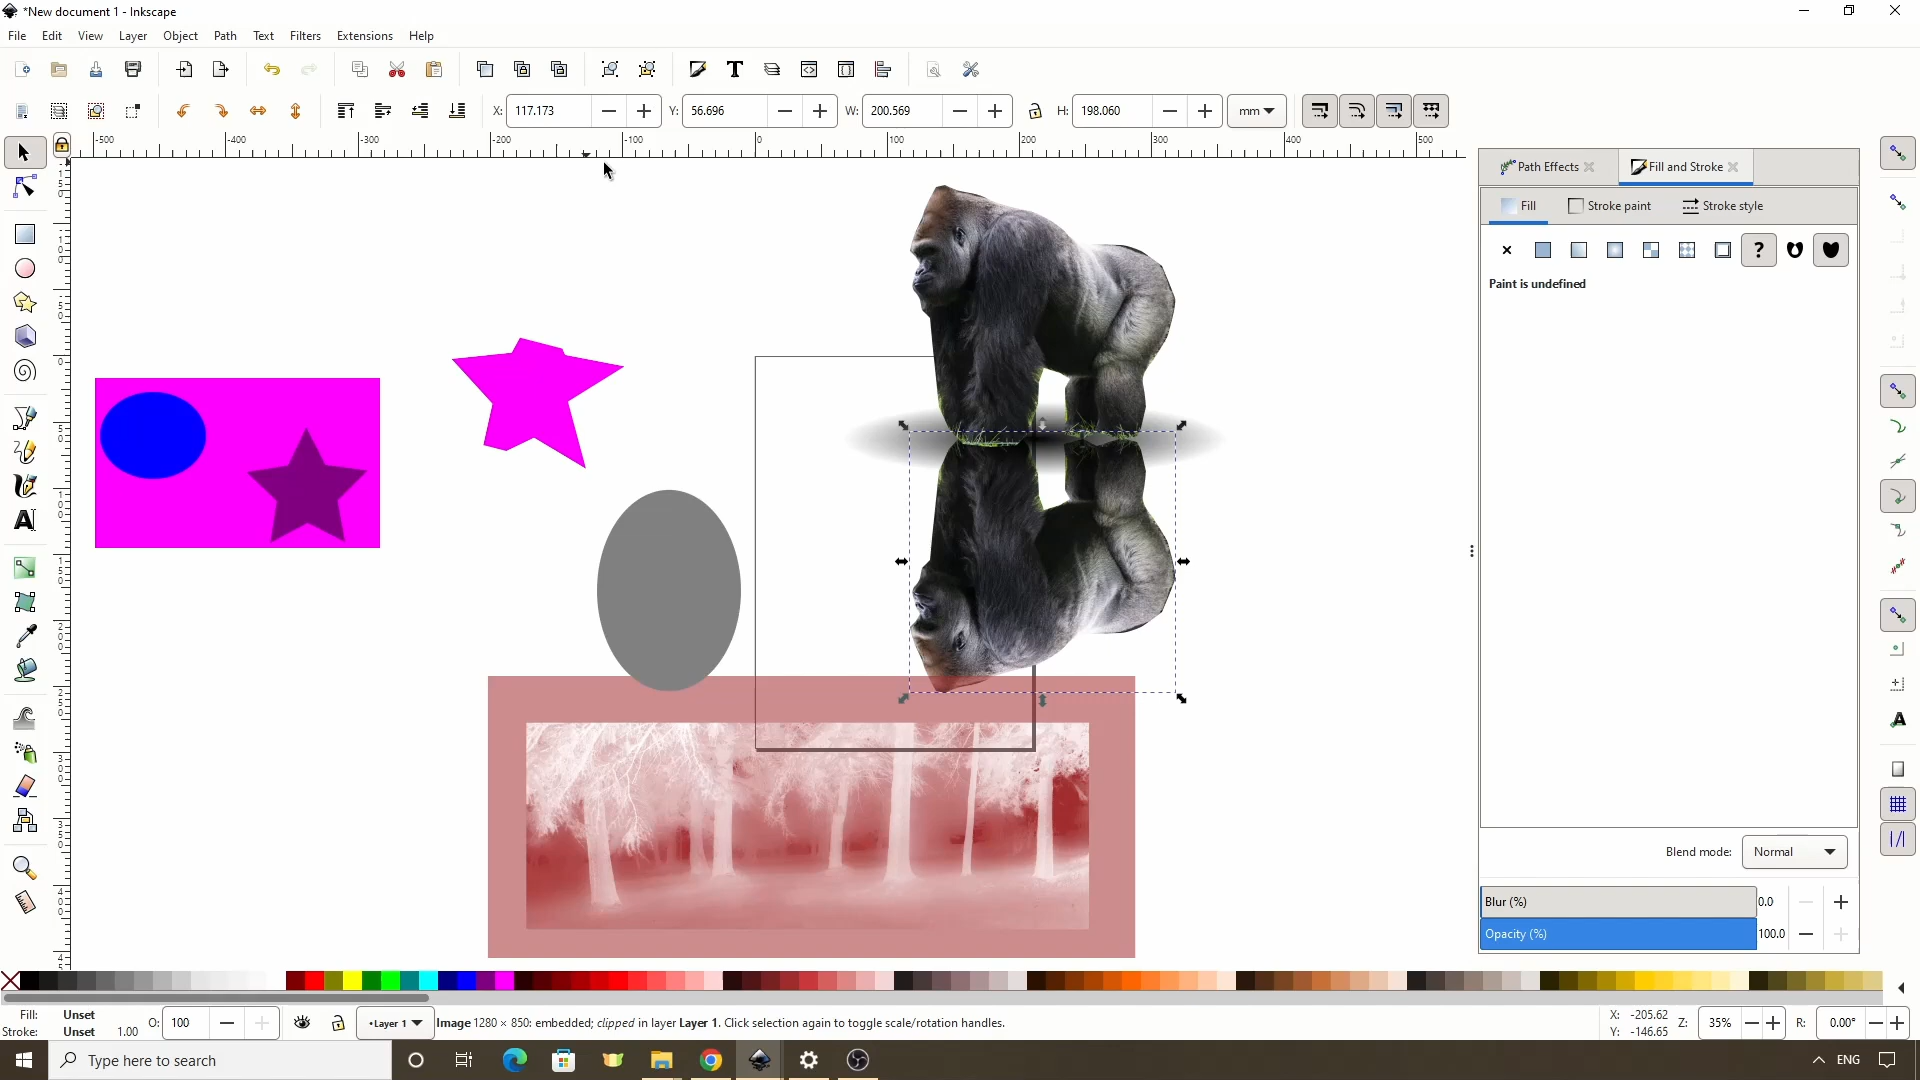 *New document 1 - Inkscape
File Edit View Layer Object Path Text Filters Extensions Help
X: 117.173 Y: 56.696 W: 200.569 H: 198.060 mm
-500 -400 -300 -200 -100 0 100 200 300 400 500
Path Effects Fill and Stroke
Fill Stroke paint Stroke style
Paint is undefined
Blend mode: Normal
Blur (%) 0.0
Opacity (%) 100.0
Fill: Unset
Stroke: Unset 1.00 O: 100 •Layer 1 Image 1280 × 850: embedded; clipped in layer Layer 1. Click selection again to toggle scale/rotation handles.
X: -205.62
Y: -146.65
Z: 35% R: 0.00°
Type here to search
ENG